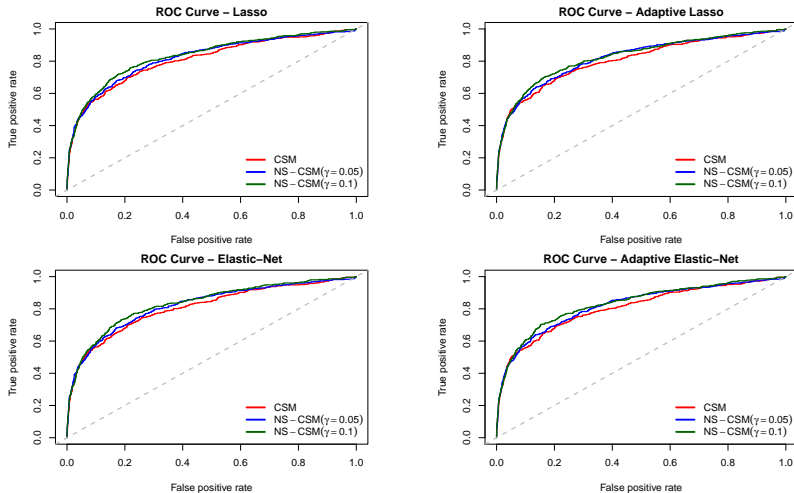 ROC Curve − Lasso
True positive rate
1.0
0.8
0.6
0.4
0.2
0.0
CSM
NS−CSM(γ=0.05)
NS−CSM(γ=0.1)
0.0 0.2 0.4 0.6 0.8 1.0
False positive rate
ROC Curve − Adaptive Lasso
True positive rate
1.0
0.8
0.6
0.4
0.2
0.0
CSM
NS−CSM(γ=0.05)
NS−CSM(γ=0.1)
0.0 0.2 0.4 0.6 0.8 1.0
False positive rate
ROC Curve − Elastic−Net
True positive rate
1.0
0.8
0.6
0.4
0.2
0.0
CSM
NS−CSM(γ=0.05)
NS−CSM(γ=0.1)
0.0 0.2 0.4 0.6 0.8 1.0
False positive rate
ROC Curve − Adaptive Elastic−Net
True positive rate
1.0
0.8
0.6
0.4
0.2
0.0
CSM
NS−CSM(γ=0.05)
NS−CSM(γ=0.1)
0.0 0.2 0.4 0.6 0.8 1.0
False positive rate